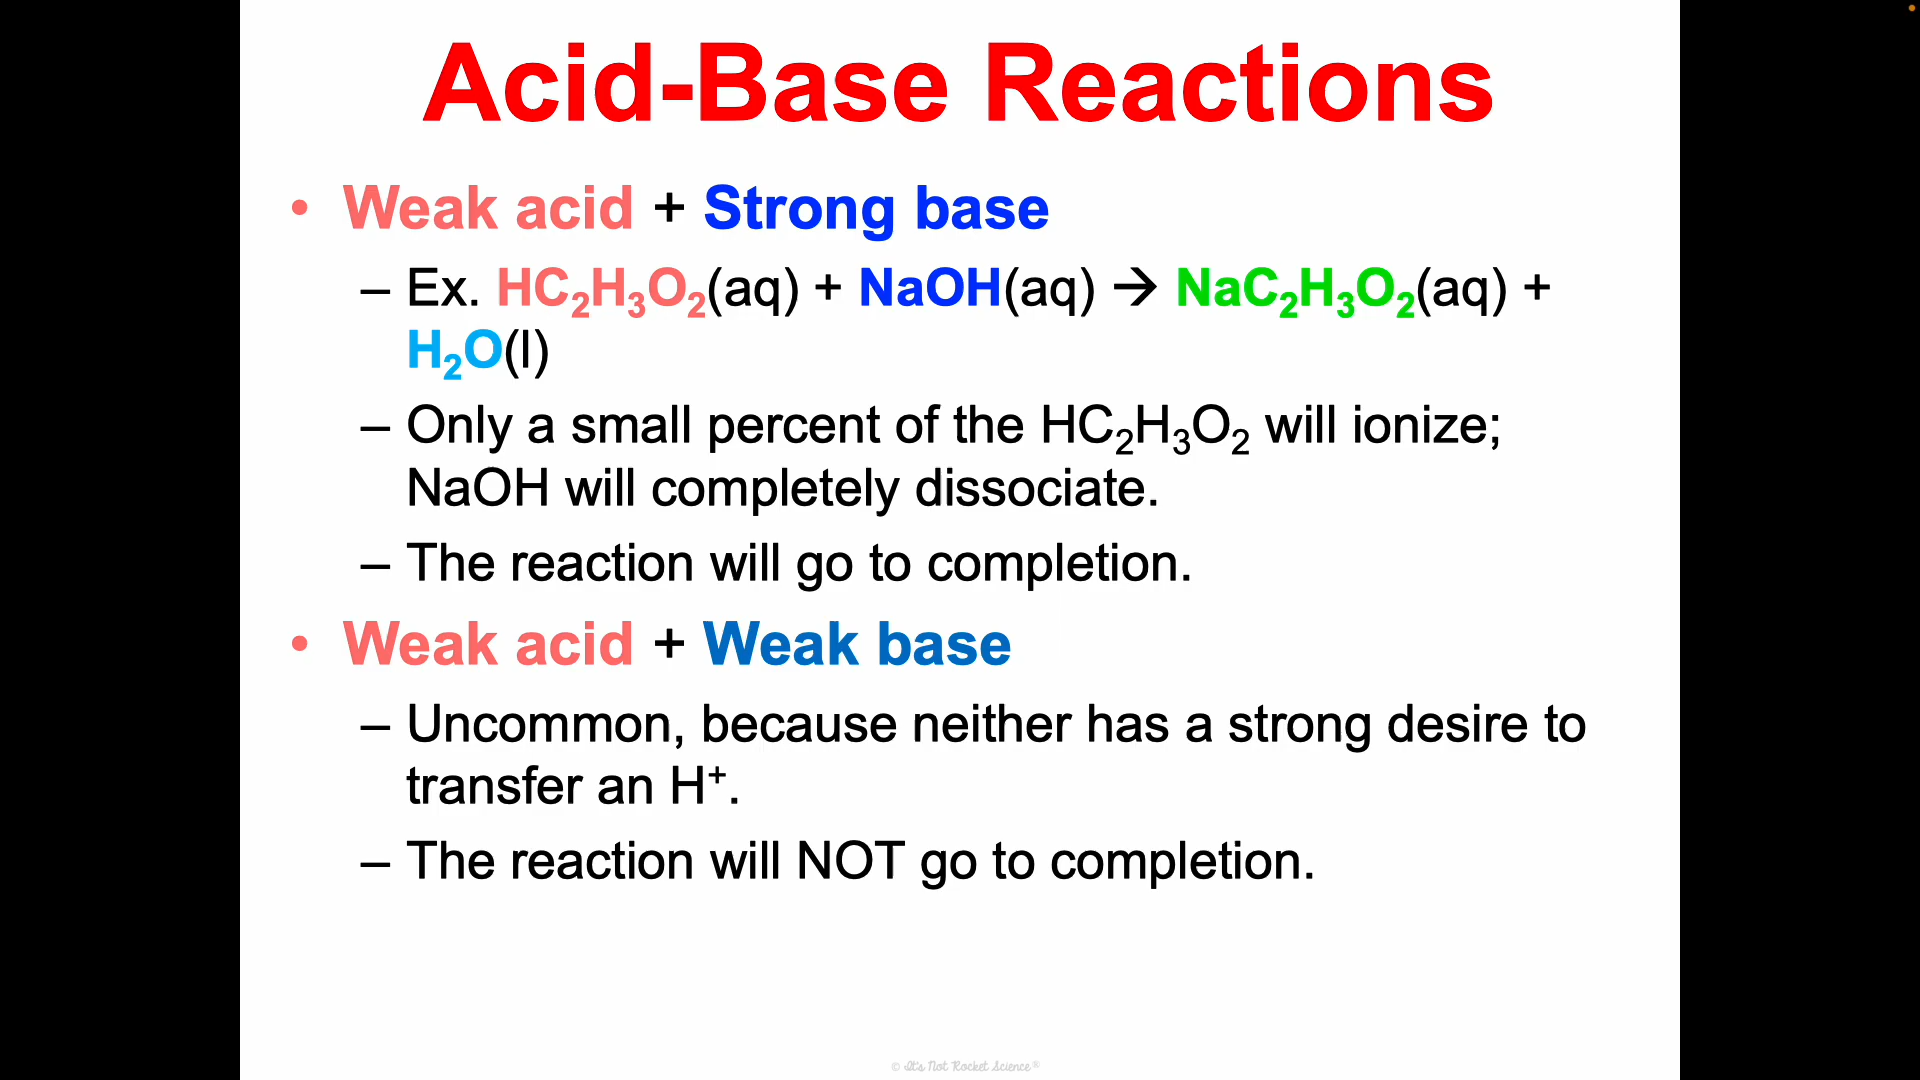 Acid-Base Reactions
• Weak acid + Strong base
– Ex. HC₂H₃O₂(aq) + NaOH(aq) → NaC₂H₃O₂(aq) +
H₂O(l)
– Only a small percent of the HC₂H₃O₂ will ionize;
NaOH will completely dissociate.
– The reaction will go to completion.
• Weak acid + Weak base
– Uncommon, because neither has a strong desire to
transfer an H⁺.
– The reaction will NOT go to completion.
© It's Not Rocket Science®